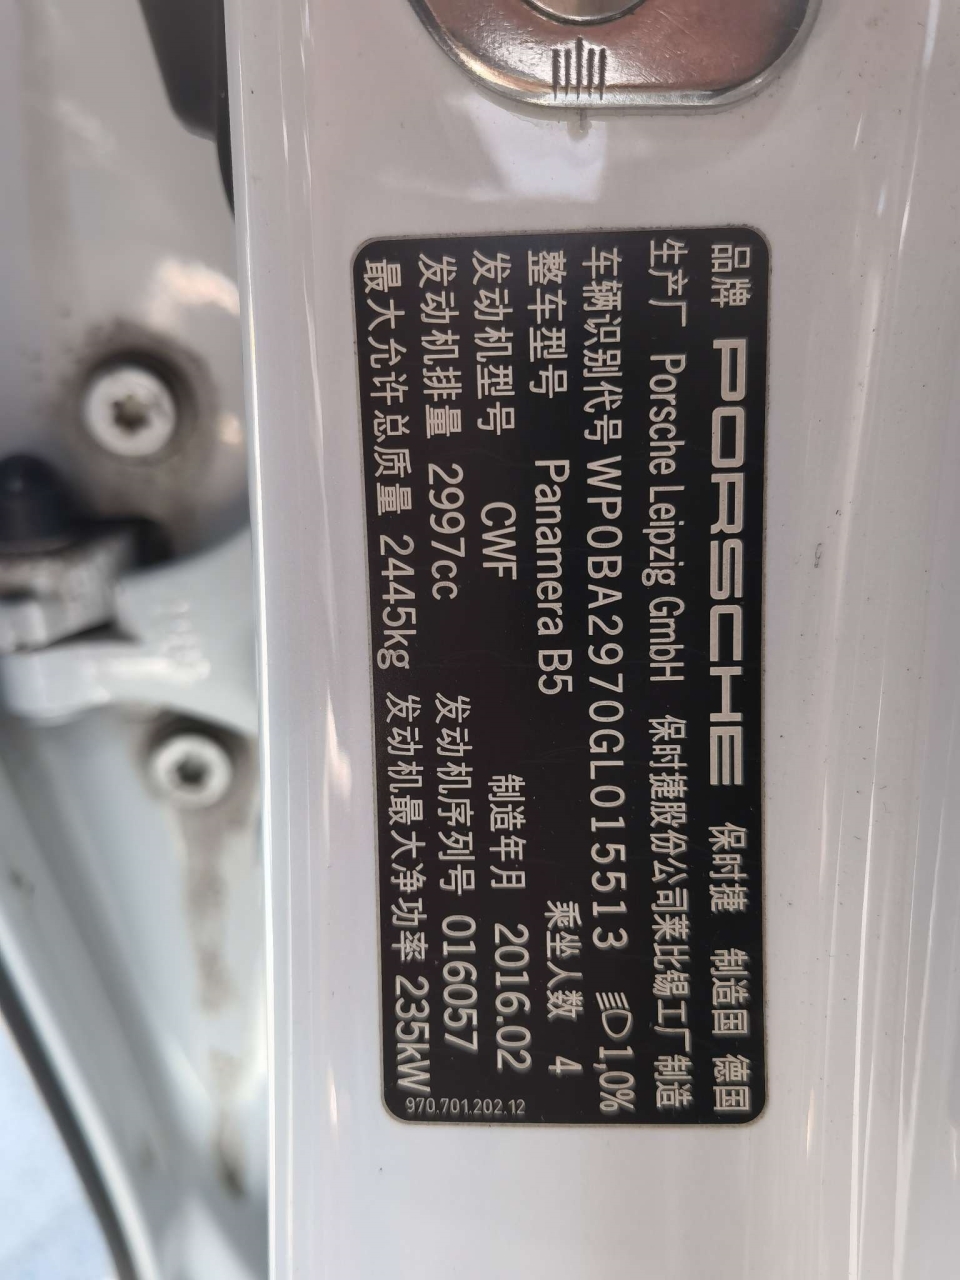 品牌 PORSCHE 保时捷 制造国 德国
生产厂 Porsche Leipzig GmbH 保时捷股份公司莱比锡工厂制造
车辆识别代号 WP0BA2970GL015513 1,0%
整车型号 Panamera B5 乘坐人数 4
发动机型号 CWF 制造年月 2016.02
发动机排量 2997cc 发动机序列号 016057
最大允许总质量 2445kg 发动机最大净功率 235kW
970.701.202.12